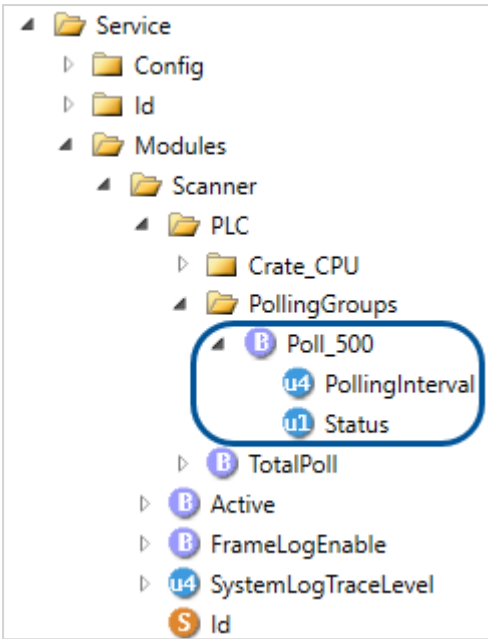 Service
Config
Id
Modules
Scanner
PLC
Crate_CPU
PollingGroups
B Poll_500
u4 PollingInterval
u1 Status
B TotalPoll
B Active
B FrameLogEnable
u4 SystemLogTraceLevel
S Id